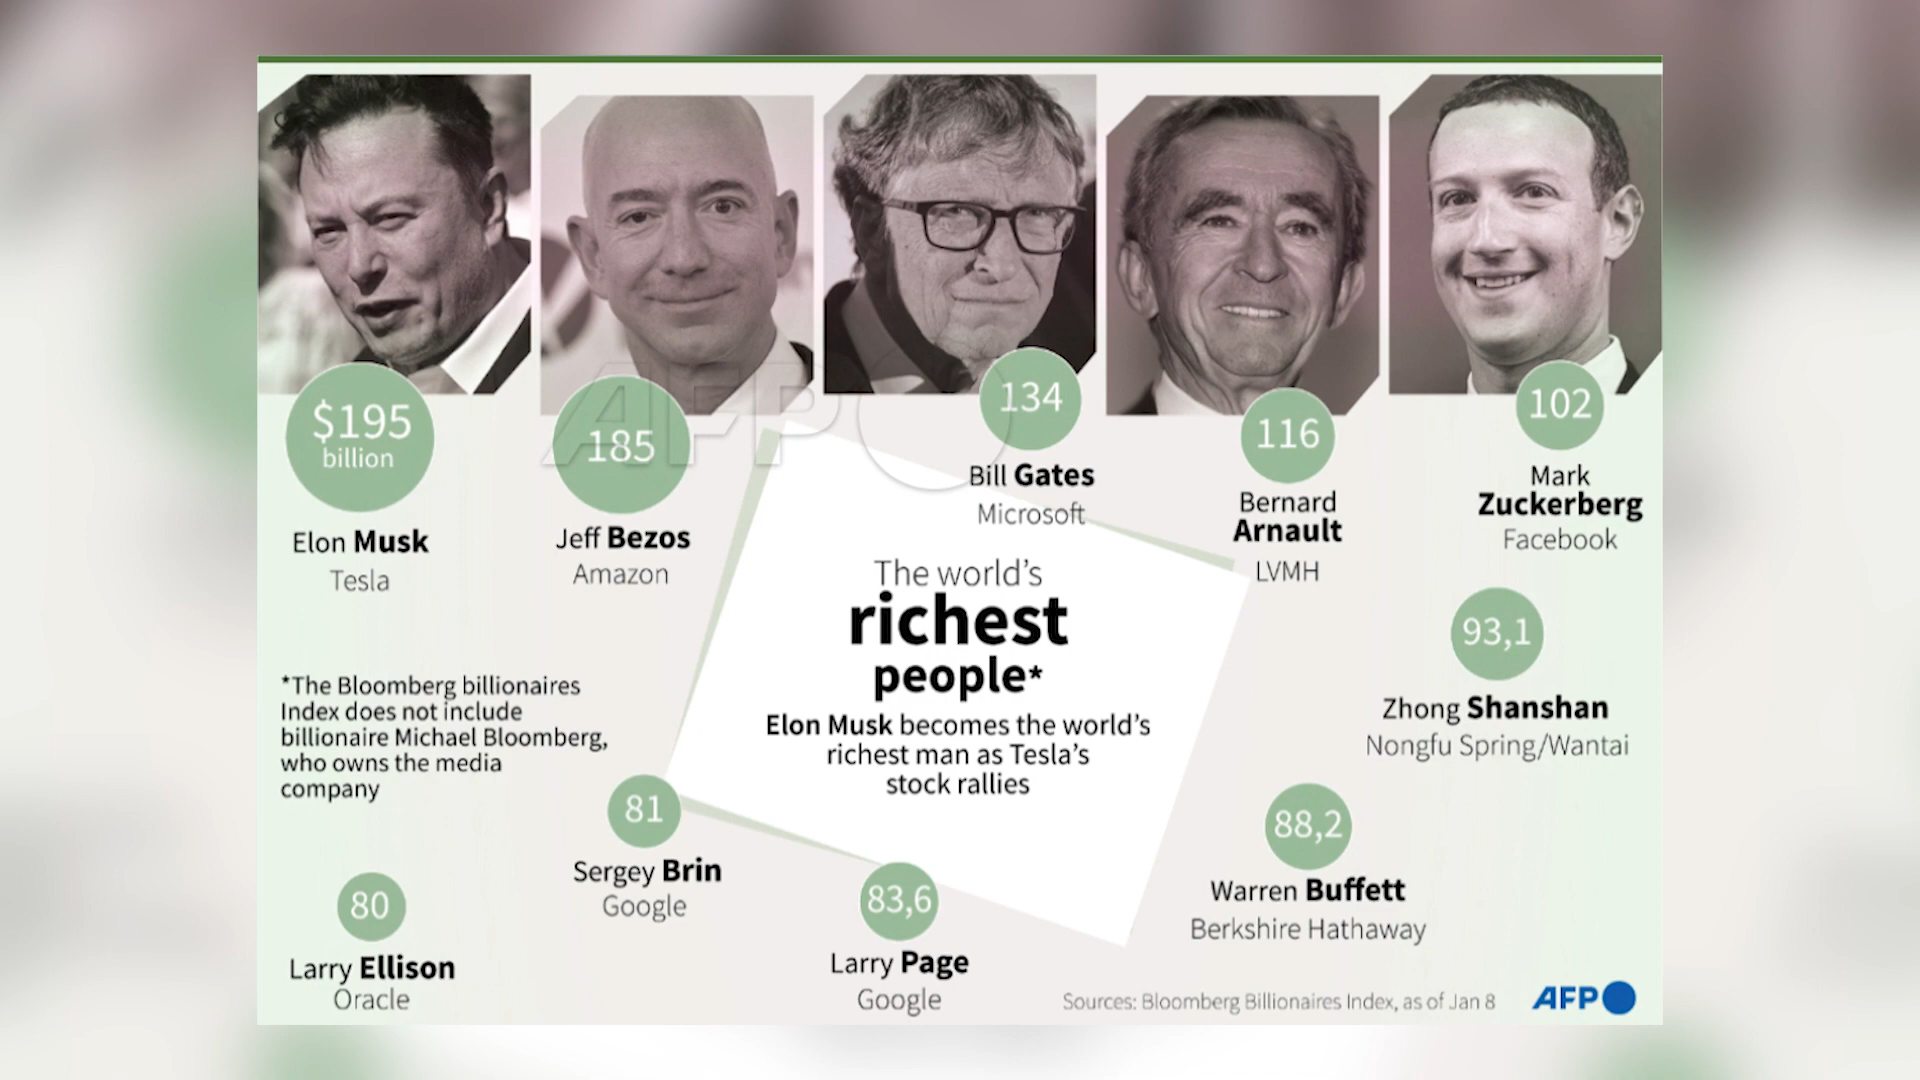 $195
billion
Elon Musk
Tesla
185
Jeff Bezos
Amazon
134
Bill Gates
Microsoft
116
Bernard
Arnault
LVMH
102
Mark
Zuckerberg
Facebook
AFP
The world's
richest
people*
Elon Musk becomes the world's
richest man as Tesla's
stock rallies
93,1
Zhong Shanshan
Nongfu Spring/Wantai
88,2
Warren Buffett
Berkshire Hathaway
83,6
Larry Page
Google
81
Sergey Brin
Google
80
Larry Ellison
Oracle
*The Bloomberg billionaires
Index does not include
billionaire Michael Bloomberg,
who owns the media
company
Sources: Bloomberg Billionaires Index, as of Jan 8
AFP